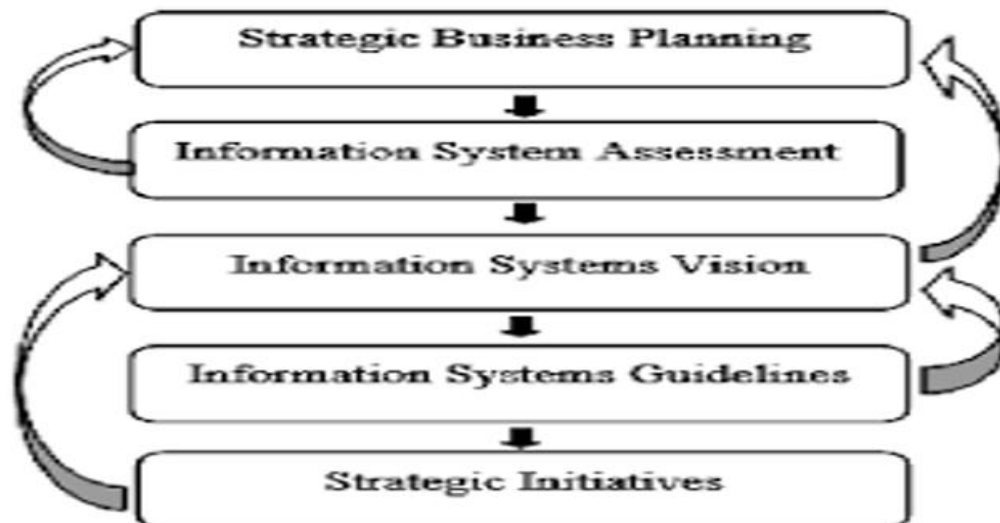 Strategic Business Planning
Information System Assessment
Information Systems Vision
Information Systems Guidelines
Strategic Initiatives